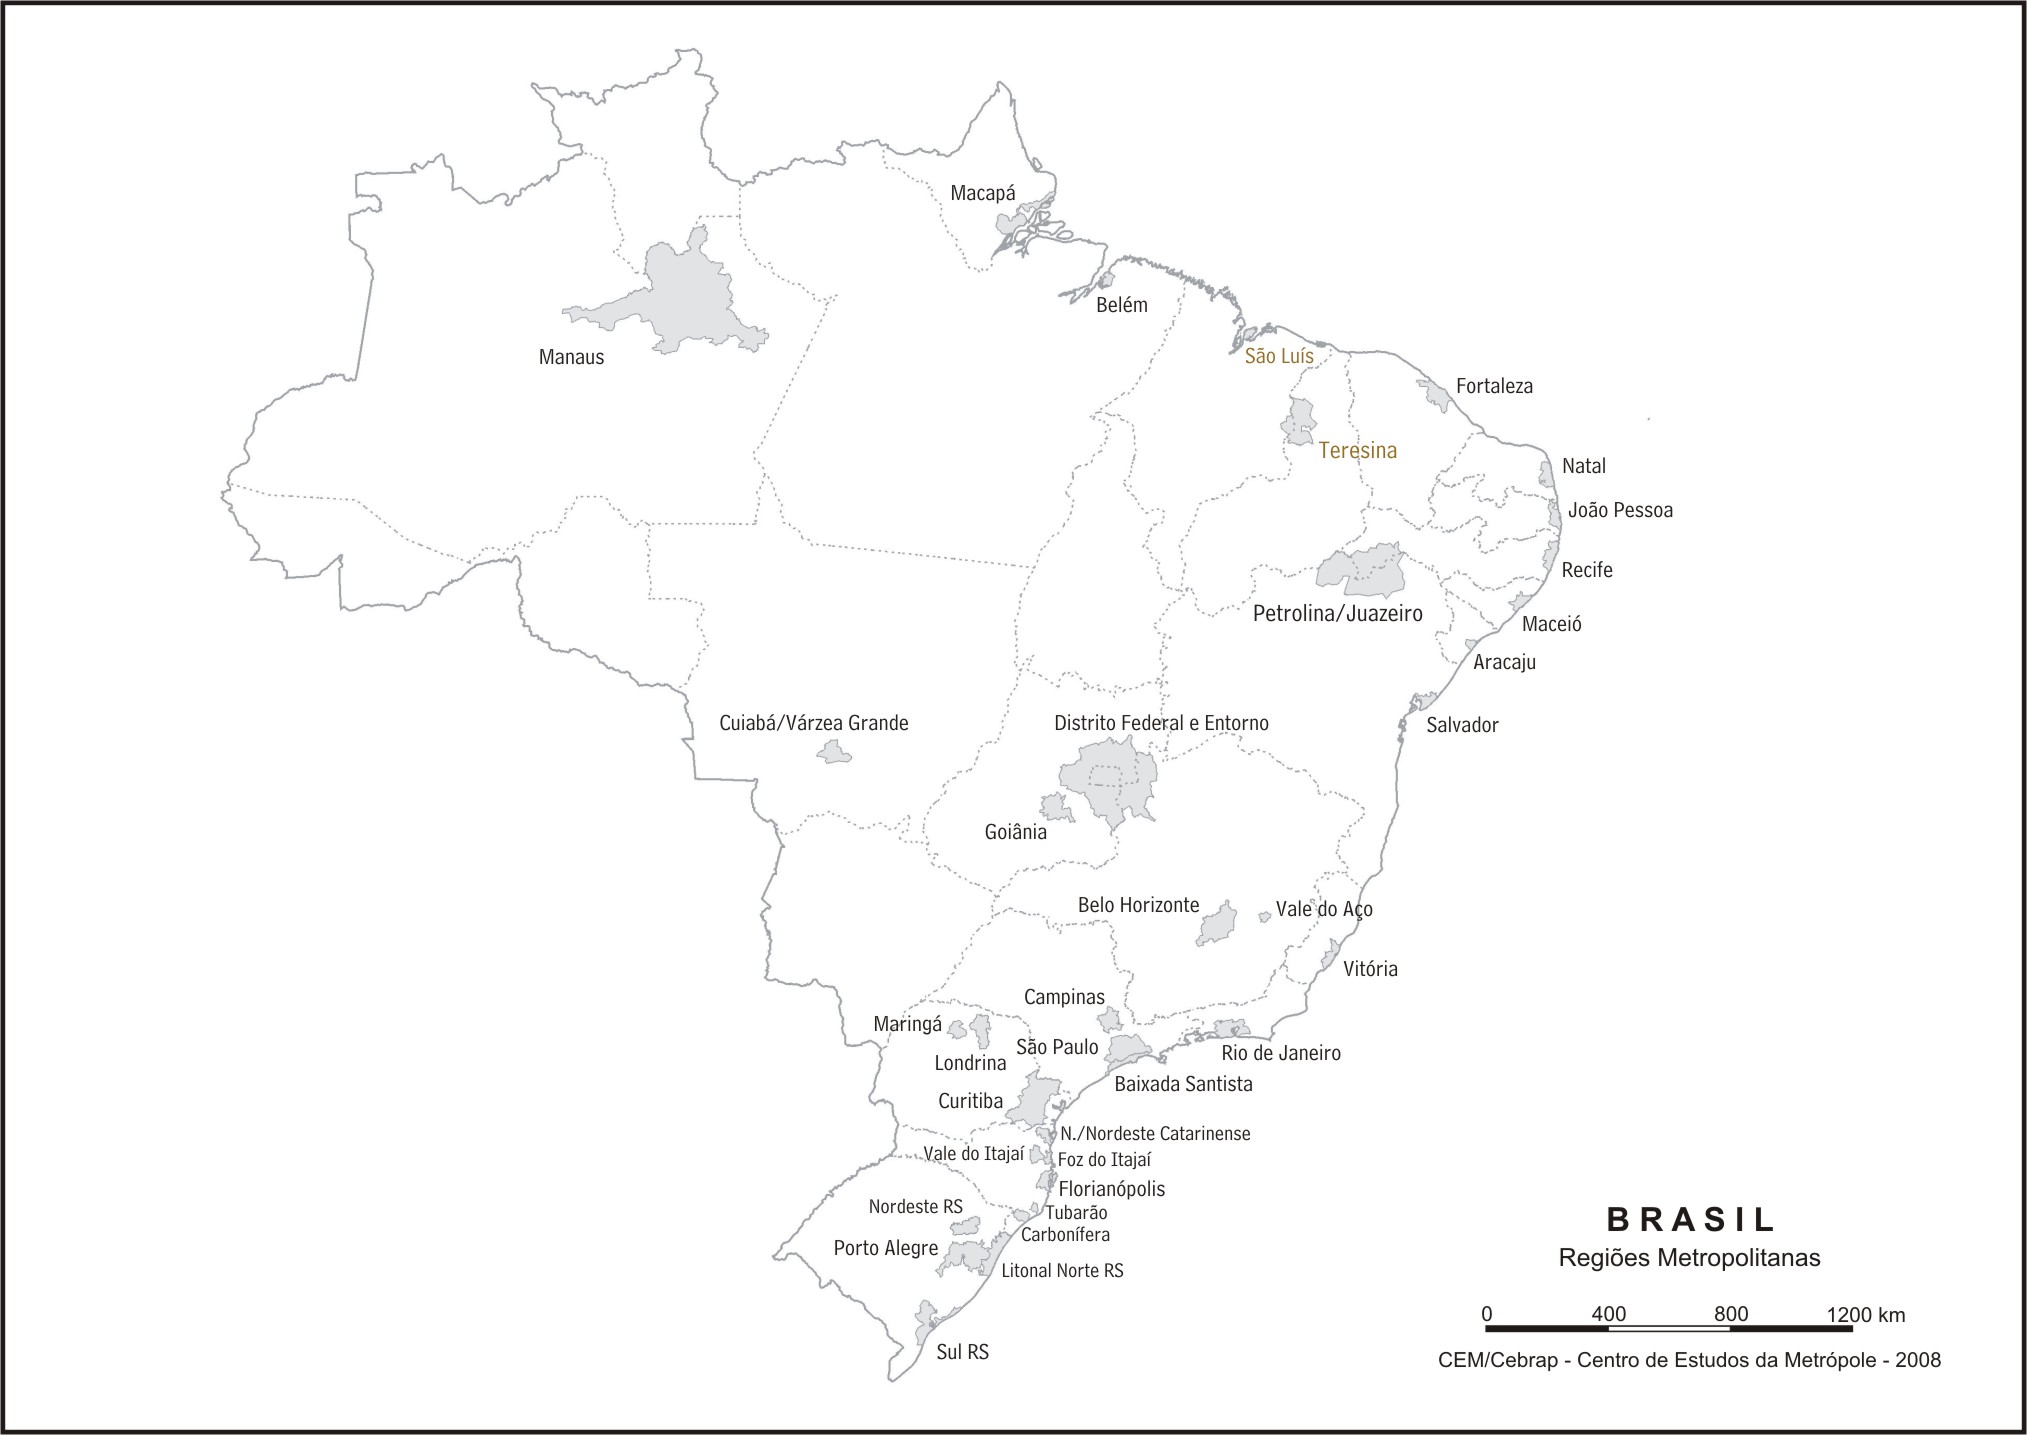 Macapá
Belém
Manaus
São Luís
Fortaleza
Teresina
Natal
João Pessoa
Recife
Petrolina/Juazeiro
Maceió
Aracaju
Salvador
Cuiabá/Várzea Grande
Distrito Federal e Entorno
Goiânia
Belo Horizonte
Vale do Aço
Vitória
Campinas
Maringá
São Paulo
Rio de Janeiro
Londrina
Baixada Santista
Curitiba
N./Nordeste Catarinense
Vale do Itajaí
Foz do Itajaí
Florianópolis
Nordeste RS
Tubarão
Carbonífera
Porto Alegre
Litonal Norte RS
Sul RS
BRASIL
Regiões Metropolitanas
0 400 800 1200 km
CEM/Cebrap - Centro de Estudos da Metrópole - 2008